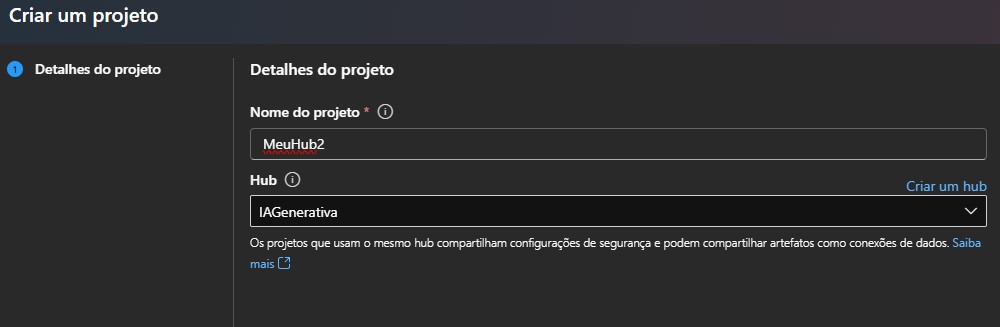 Criar um projeto
1 Detalhes do projeto
Detalhes do projeto
Nome do projeto *
MeuHub2
Hub
Criar um hub
IAGenerativa
Os projetos que usam o mesmo hub compartilham configurações de segurança e podem compartilhar artefatos como conexões de dados. Saiba
mais